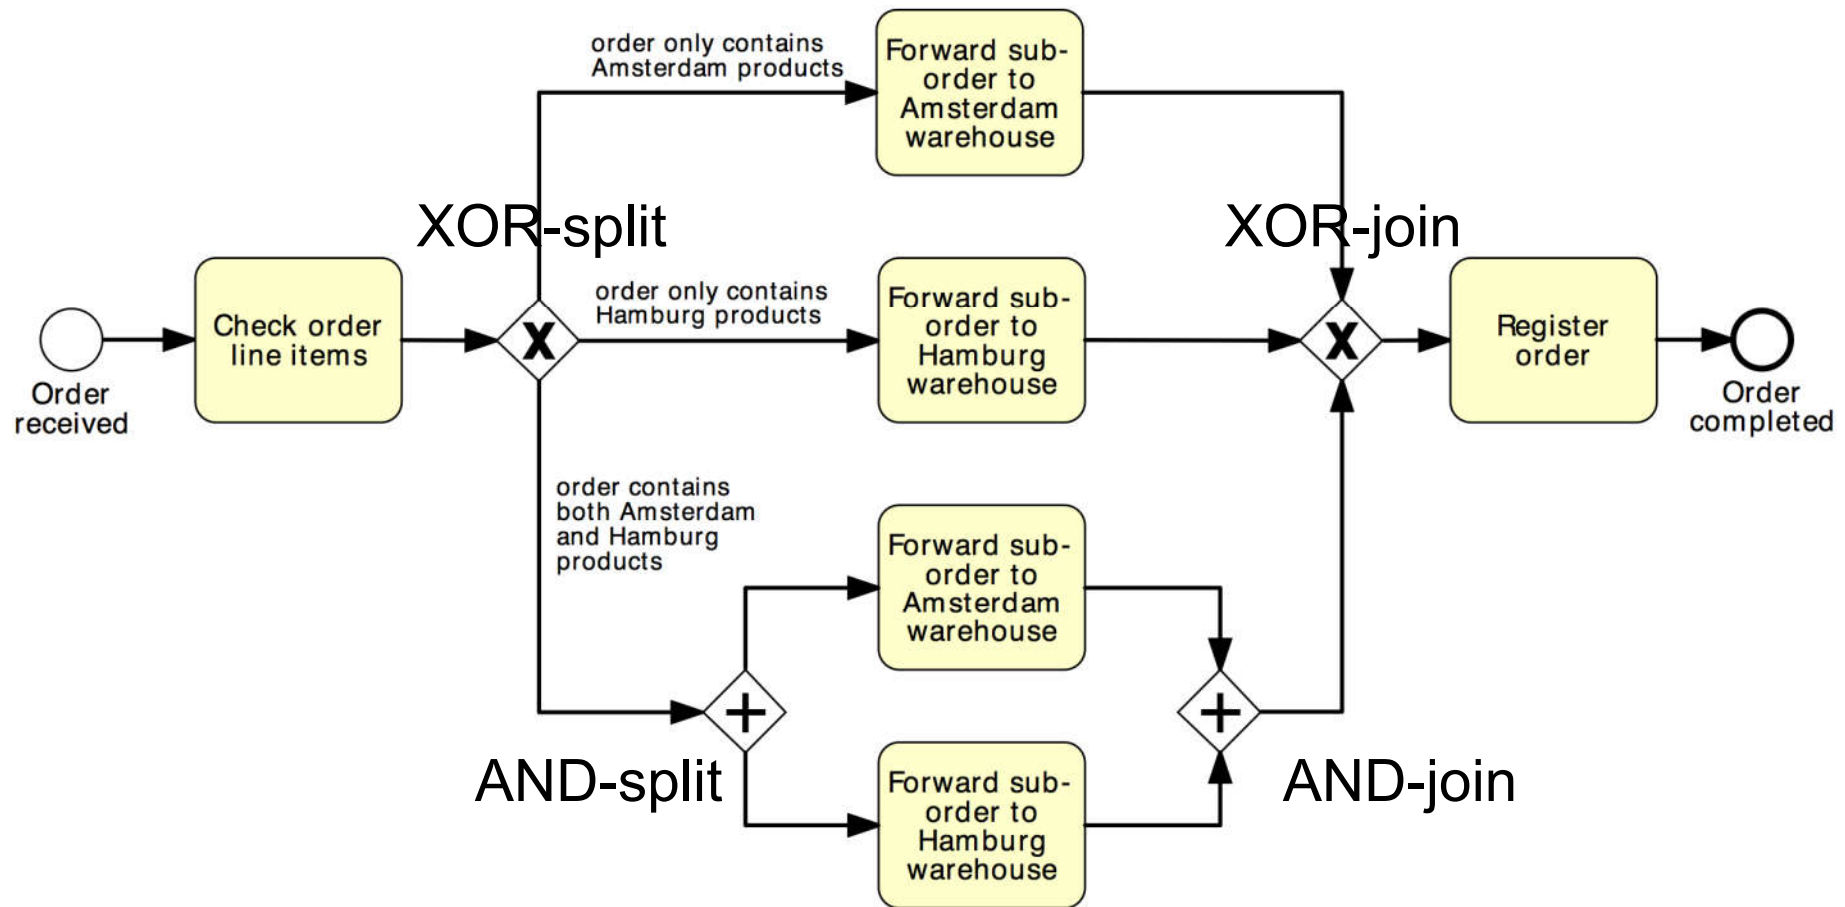 order only contains
Amsterdam products
Forward sub-
order to
Amsterdam
warehouse
XOR-split
XOR-join
Order
received
Check order
line items
X
order only contains
Hamburg products
Forward sub-
order to
Hamburg
warehouse
X
Register
order
Order
completed
order contains
both Amsterdam
and Hamburg
products
Forward sub-
order to
Amsterdam
warehouse
+
+
AND-split
AND-join
Forward sub-
order to
Hamburg
warehouse